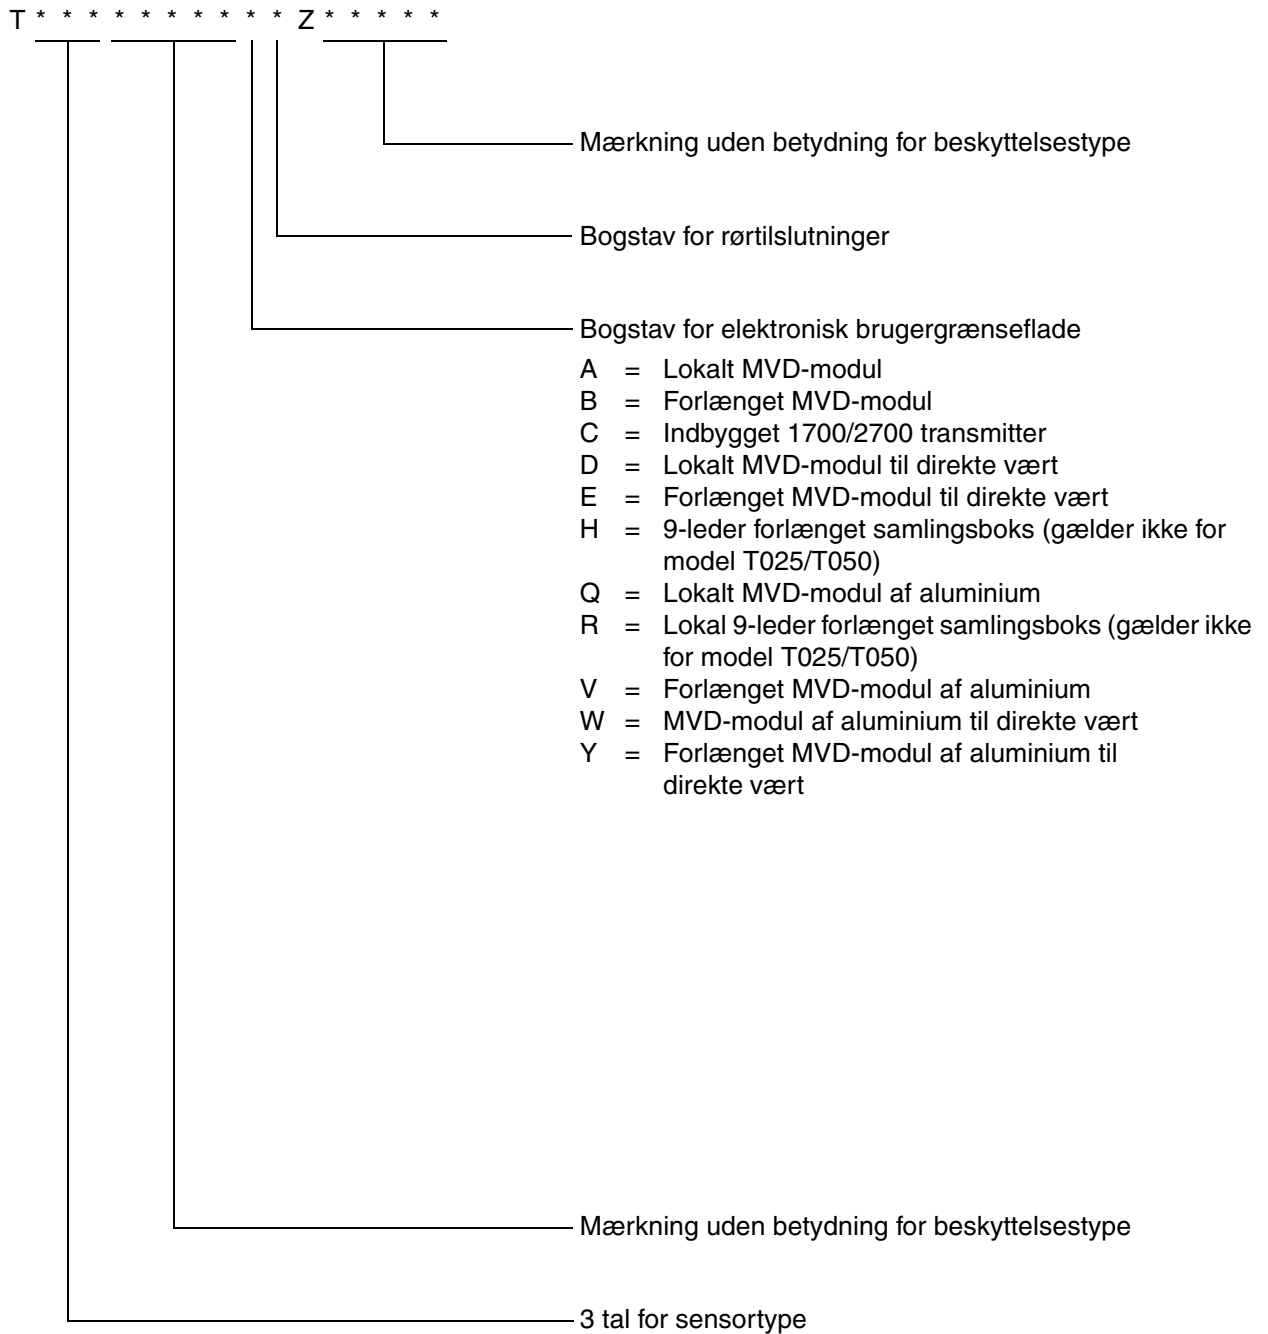 T * * * * * * * * * * Z * * * * *
Mærkning uden betydning for beskyttelsestype
Bogstav for rørtilslutninger
Bogstav for elektronisk brugergrænseflade
A = Lokalt MVD-modul
B = Forlænget MVD-modul
C = Indbygget 1700/2700 transmitter
D = Lokalt MVD-modul til direkte vært
E = Forlænget MVD-modul til direkte vært
H = 9-leder forlænget samlingsboks (gælder ikke for
model T025/T050)
Q = Lokalt MVD-modul af aluminium
R = Lokal 9-leder forlænget samlingsboks (gælder ikke
for model T025/T050)
V = Forlænget MVD-modul af aluminium
W = MVD-modul af aluminium til direkte vært
Y = Forlænget MVD-modul af aluminium til
direkte vært
Mærkning uden betydning for beskyttelsestype
3 tal for sensortype